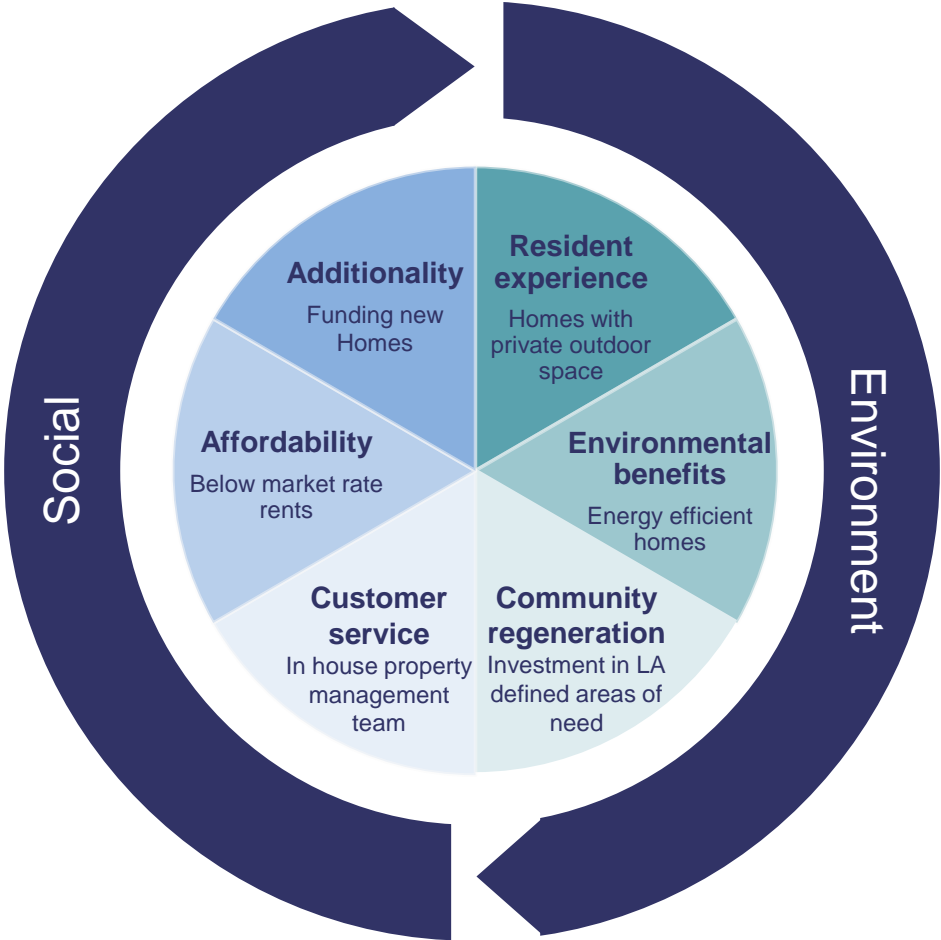 Social
Additionality
Funding new
Homes
Affordability
Below market rate
rents
Customer
service
In house property
management
team
Resident
experience
Homes with
private outdoor
space
Environmental
benefits
Energy efficient
homes
Community
regeneration
Investment in LA
defined areas of
need
Environment